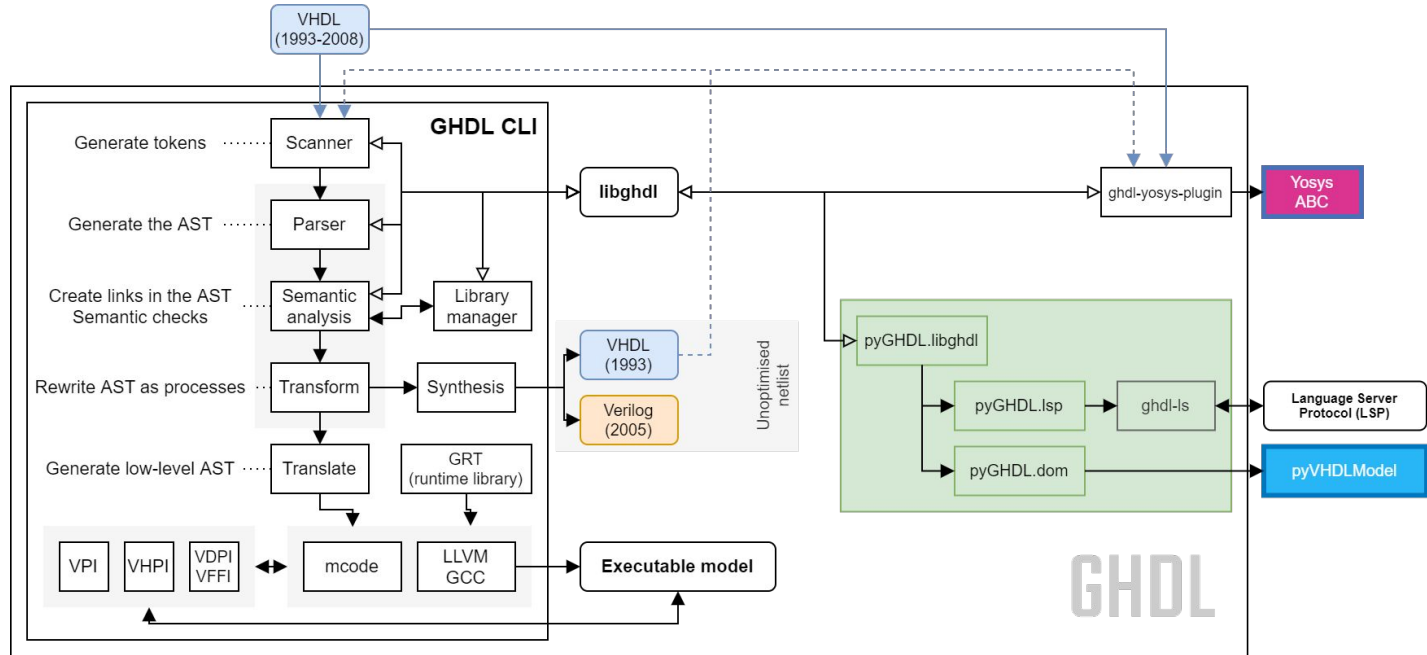 VHDL
(1993-2008)
GHDL CLI
Generate tokens
Scanner
libghdl
ghdl-yosys-plugin
Yosys
ABC
Generate the AST
Parser
Create links in the AST
Semantic checks
Semantic
analysis
Library
manager
VHDL
(1993)
Unoptimised
netlist
pyGHDL.libghdl
Rewrite AST as processes
Transform
Synthesis
Verilog
(2005)
pyGHDL.lsp
ghdl-ls
Language Server
Protocol (LSP)
Generate low-level AST
Translate
GRT
(runtime library)
pyGHDL.dom
pyVHDLModel
VPI
VHPI
VDPI
VFFI
mcode
LLVM
GCC
Executable model
GHDL